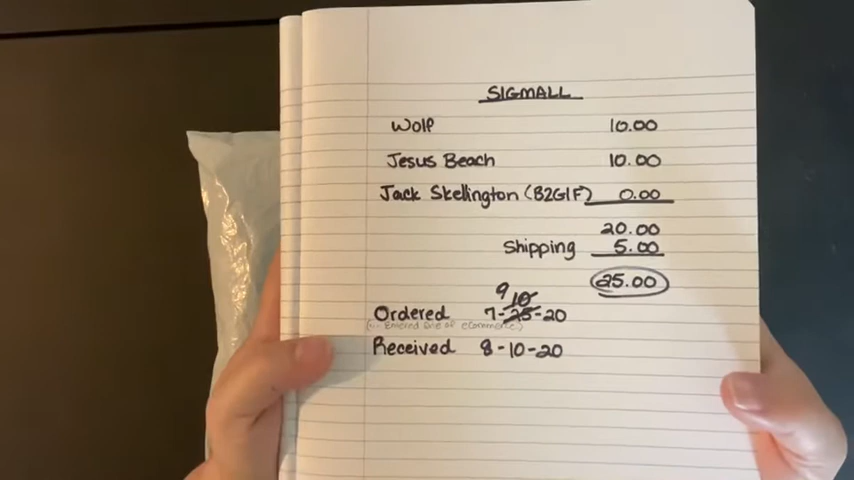 SIGMALL
Wolf 10.00
Jesus Beach 10.00
Jack Skellington (B2G1F) 0.00
20.00
Shipping 5.00
25.00
9 10
Ordered 7-25-20
Received 8-10-20